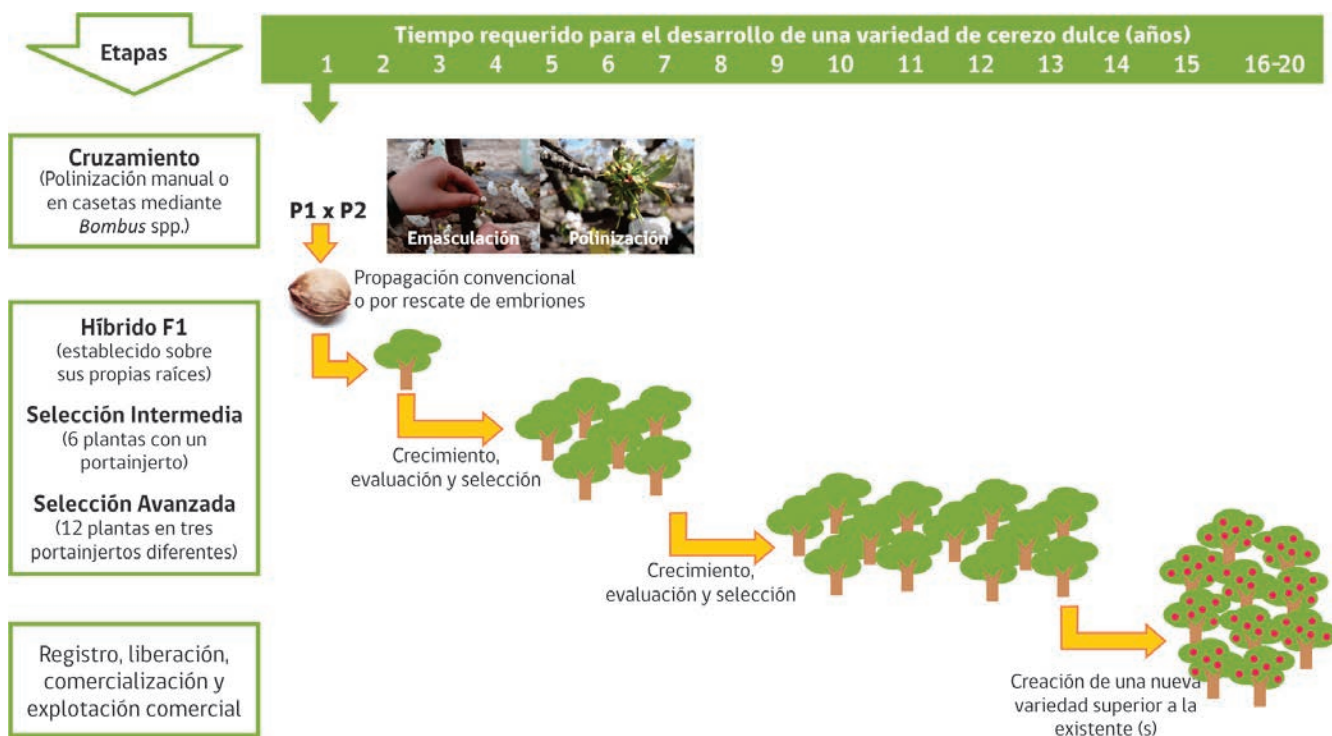 Etapas
Tiempo requerido para el desarrollo de una variedad de cerezo dulce (años)
1 2 3 4 5 6 7 8 9 10 11 12 13 14 15 16-20
Cruzamiento
(Polinización manual o
en casetas mediante
Bombus spp.)
P1 x P2
Emasculación
Polinización
Propagación convencional
o por rescate de embriones
Híbrido F1
(establecido sobre
sus propias raíces)
Selección Intermedia
(6 plantas con un
portainjerto)
Selección Avanzada
(12 plantas en tres
portainjertos diferentes)
Crecimiento,
evaluación y selección
Crecimiento,
evaluación y selección
Registro, liberación,
comercialización y
explotación comercial
Creación de una nueva
variedad superior a la
existente (s)